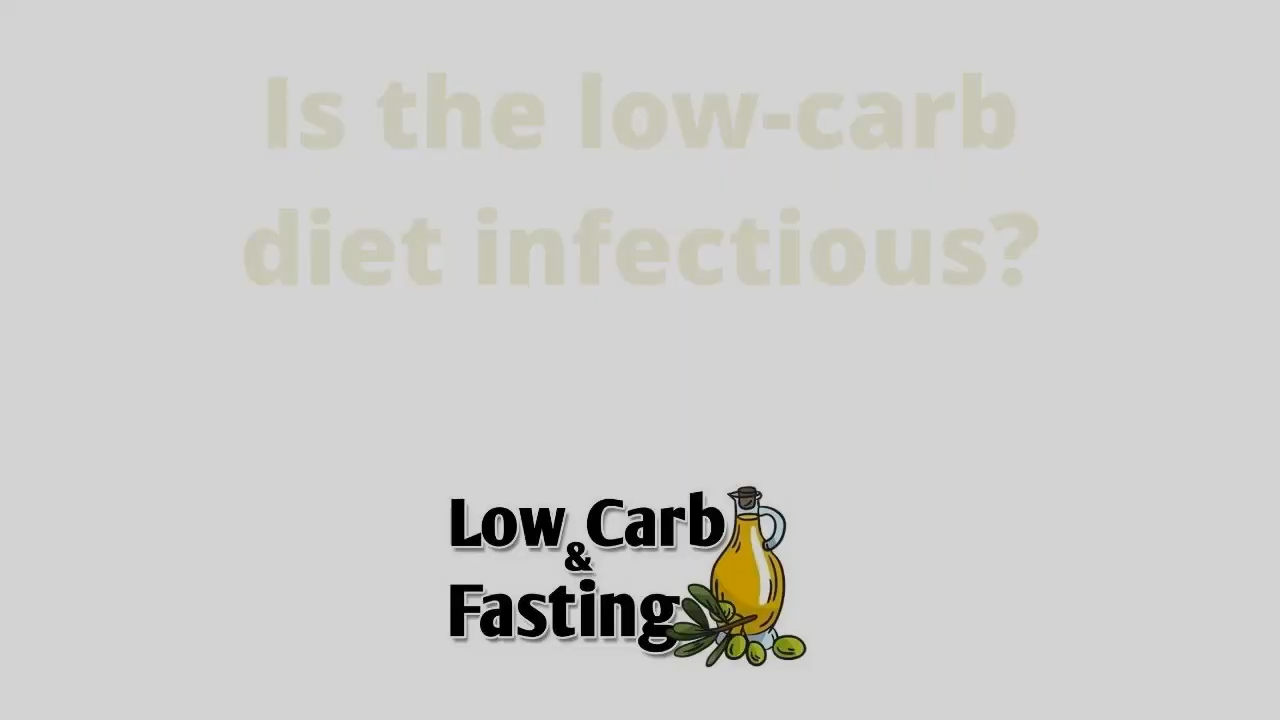 Is the low-carb
diet infectious?
Low Carb
&
Fasting